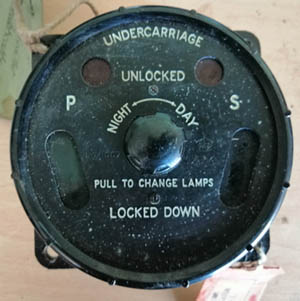 UNDERCARRIAGE
UNLOCKED
P S
NIGHT DAY
PULL TO CHANGE LAMPS
LOCKED DOWN